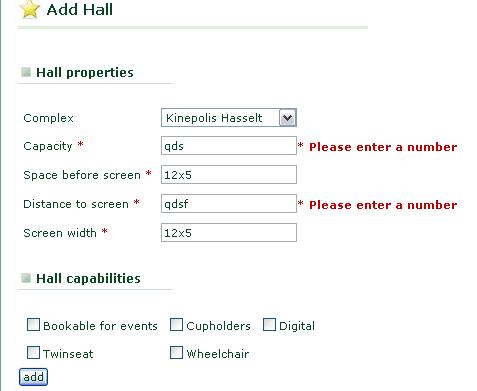 Add Hall
Hall properties
Complex Kinepolis Hasselt
Capacity * qds * Please enter a number
Space before screen * 12x5
Distance to screen * qdsf * Please enter a number
Screen width * 12x5
Hall capabilities
Bookable for events Cupholders Digital
Twinseat Wheelchair
add